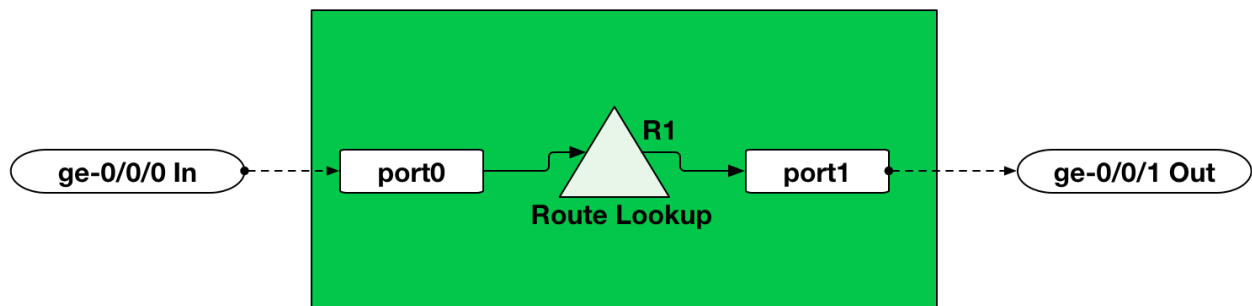 ge-0/0/0 In
port0
R1
Route Lookup
port1
ge-0/0/1 Out